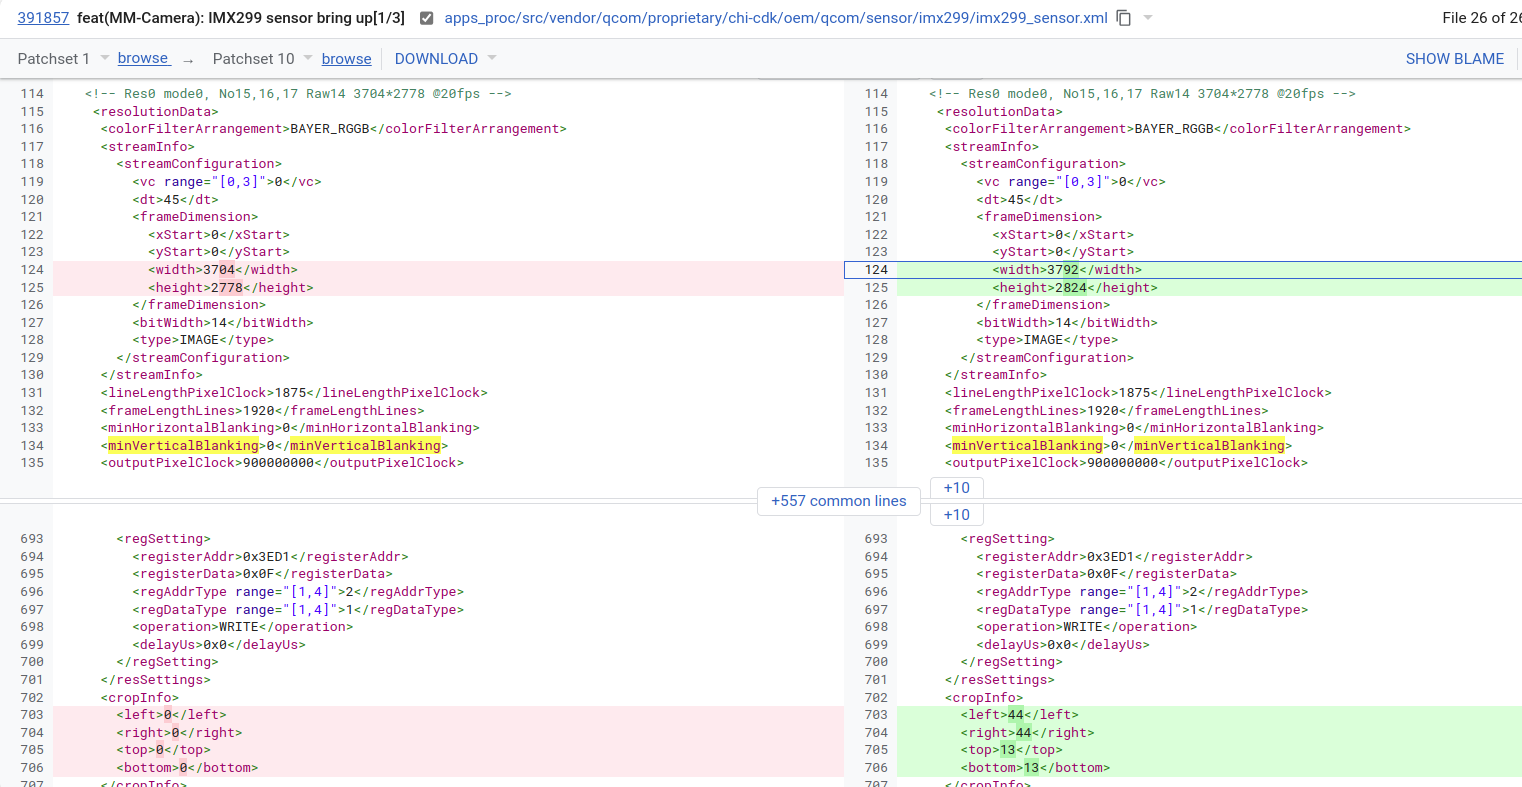 391857 feat(MM-Camera): IMX299 sensor bring up[1/3] apps_proc/src/vendor/qcom/proprietary/chi-cdk/oem/qcom/sensor/imx299/imx299_sensor.xml File 26 of 26
Patchset 1 browse → Patchset 10 browse DOWNLOAD SHOW BLAME
114 <!-- Res0 mode0, No15,16,17 Raw14 3704*2778 @20fps --> 114 <!-- Res0 mode0, No15,16,17 Raw14 3704*2778 @20fps -->
115 <resolutionData> 115 <resolutionData>
116 <colorFilterArrangement>BAYER_RGGB</colorFilterArrangement> 116 <colorFilterArrangement>BAYER_RGGB</colorFilterArrangement>
117 <streamInfo> 117 <streamInfo>
118 <streamConfiguration> 118 <streamConfiguration>
119 <vc range="[0,3]">0</vc> 119 <vc range="[0,3]">0</vc>
120 <dt>45</dt> 120 <dt>45</dt>
121 <frameDimension> 121 <frameDimension>
122 <xStart>0</xStart> 122 <xStart>0</xStart>
123 <yStart>0</yStart> 123 <yStart>0</yStart>
124 <width>3704</width> 124 <width>3792</width>
125 <height>2778</height> 125 <height>2824</height>
126 </frameDimension> 126 </frameDimension>
127 <bitWidth>14</bitWidth> 127 <bitWidth>14</bitWidth>
128 <type>IMAGE</type> 128 <type>IMAGE</type>
129 </streamConfiguration> 129 </streamConfiguration>
130 </streamInfo> 130 </streamInfo>
131 <lineLengthPixelClock>1875</lineLengthPixelClock> 131 <lineLengthPixelClock>1875</lineLengthPixelClock>
132 <frameLengthLines>1920</frameLengthLines> 132 <frameLengthLines>1920</frameLengthLines>
133 <minHorizontalBlanking>0</minHorizontalBlanking> 133 <minHorizontalBlanking>0</minHorizontalBlanking>
134 <minVerticalBlanking>0</minVerticalBlanking> 134 <minVerticalBlanking>0</minVerticalBlanking>
135 <outputPixelClock>900000000</outputPixelClock> 135 <outputPixelClock>900000000</outputPixelClock>
+10
+557 common lines
+10
693 <regSetting> 693 <regSetting>
694 <registerAddr>0x3ED1</registerAddr> 694 <registerAddr>0x3ED1</registerAddr>
695 <registerData>0x0F</registerData> 695 <registerData>0x0F</registerData>
696 <regAddrType range="[1,4]">2</regAddrType> 696 <regAddrType range="[1,4]">2</regAddrType>
697 <regDataType range="[1,4]">1</regDataType> 697 <regDataType range="[1,4]">1</regDataType>
698 <operation>WRITE</operation> 698 <operation>WRITE</operation>
699 <delayUs>0x0</delayUs> 699 <delayUs>0x0</delayUs>
700 </regSetting> 700 </regSetting>
701 </resSettings> 701 </resSettings>
702 <cropInfo> 702 <cropInfo>
703 <left>0</left> 703 <left>44</left>
704 <right>0</right> 704 <right>44</right>
705 <top>0</top> 705 <top>13</top>
706 <bottom>0</bottom> 706 <bottom>13</bottom>
707 </cropInfo> 707 </cropInfo>